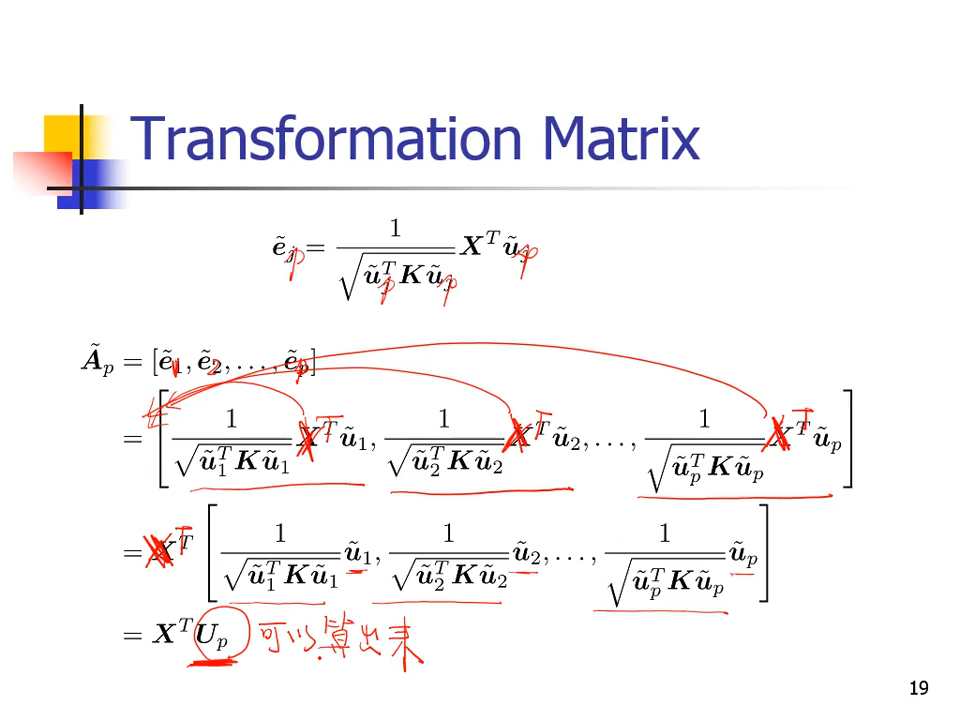 Transformation Matrix
ẽ_j = 1/√(ũ_j^T K ũ_j) X^T ũ_j
p p p p
Ã_p = [ẽ_1, ẽ_2, . . . , ẽ_p]
= [1/√(ũ_1^T K ũ_1) X^T ũ_1, 1/√(ũ_2^T K ũ_2) X^T ũ_2, . . . , 1/√(ũ_p^T K ũ_p) X^T ũ_p]
= X^T [1/√(ũ_1^T K ũ_1) ũ_1, 1/√(ũ_2^T K ũ_2) ũ_2, . . . , 1/√(ũ_p^T K ũ_p) ũ_p]
= X^T U_p 可以算出来
19